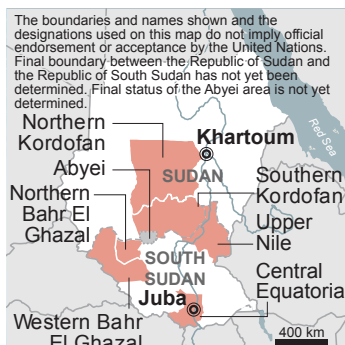 The boundaries and names shown and the
designations used on this map do not imply official
endorsement or acceptance by the United Nations.
Final boundary between the Republic of Sudan and
the Republic of South Sudan has not yet been
determined. Final status of the Abyei area is not yet
determined.
Red Sea
Northern
Kordofan
Khartoum
Abyei
SUDAN
Southern
Kordofan
Northern
Bahr El
Ghazal
Upper
Nile
SOUTH
SUDAN
Central
Equatoria
Juba
Western Bahr
El Ghazal
400 km